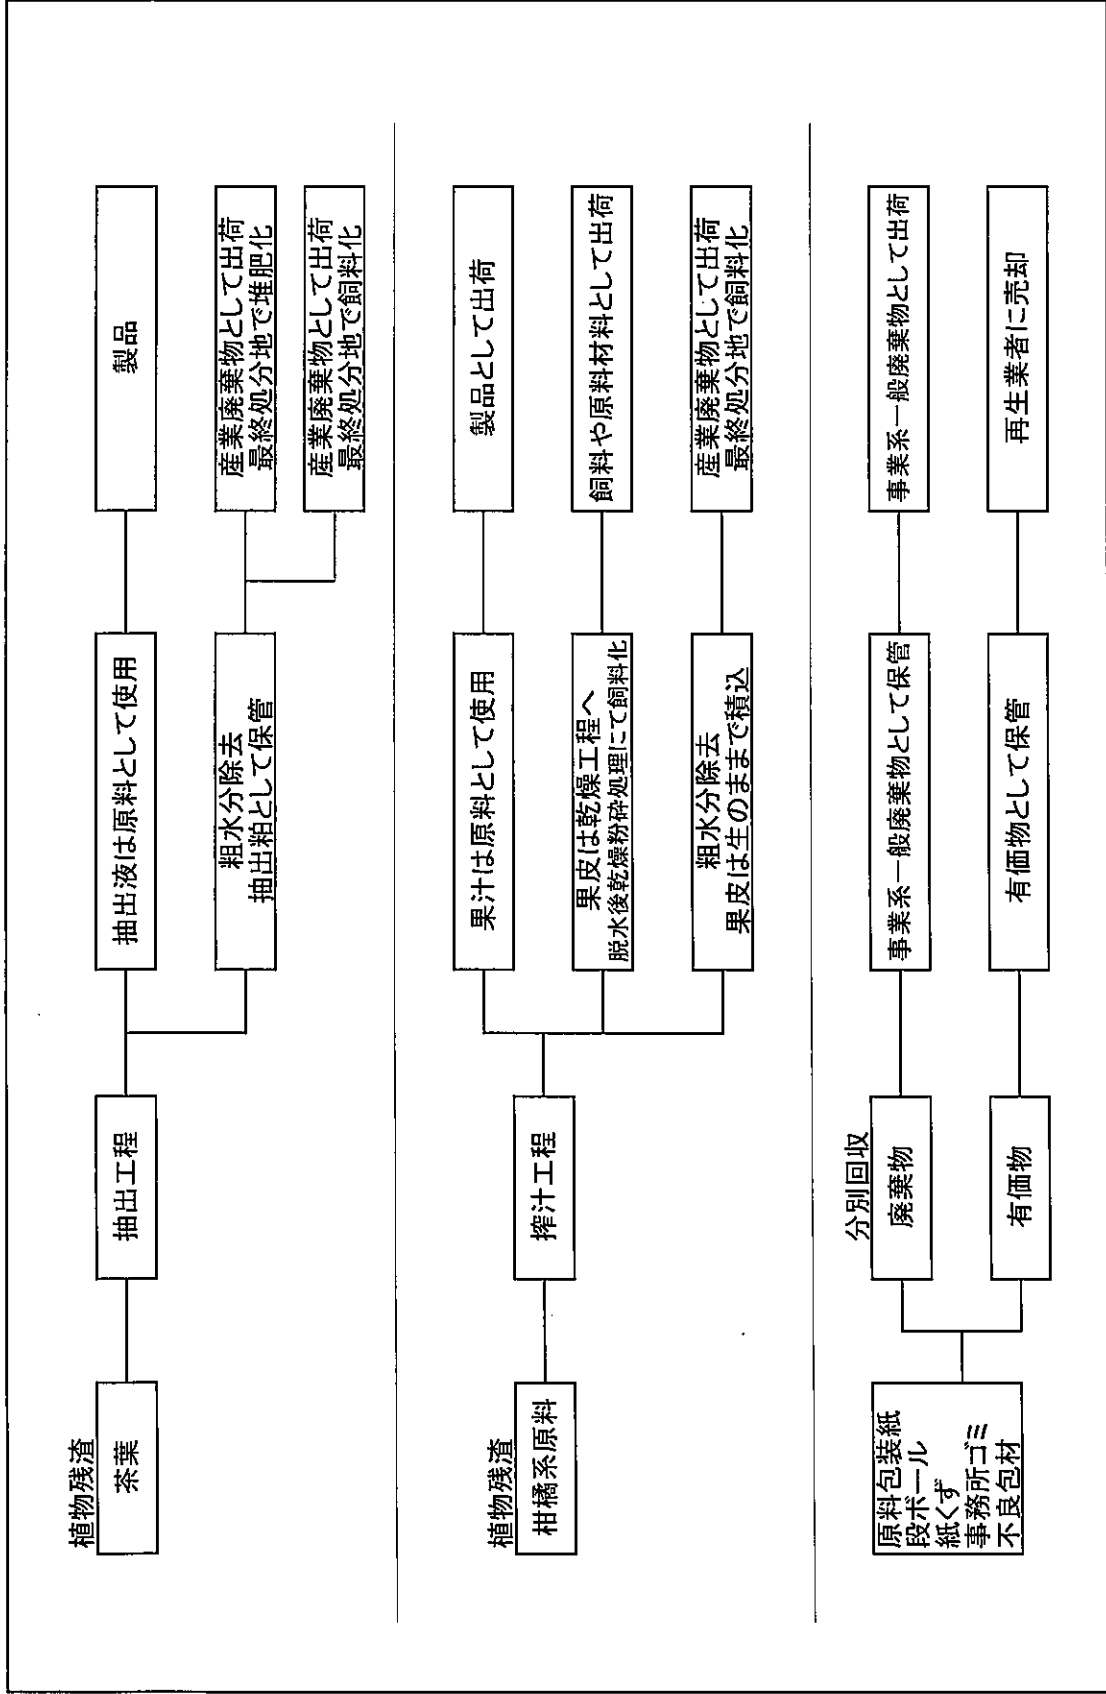 植物残渣
茶葉
抽出工程
抽出液は原料として使用
製品
粗水分除去
抽出粕として保管
産業廃棄物として出荷
最終処分地で堆肥化
産業廃棄物として出荷
最終処分地で飼料化
植物残渣
柑橘系原料
搾汁工程
果汁は原料として使用
製品として出荷
果皮は乾燥工程へ
脱水後乾燥粉砕処理にて飼料化
飼料や原料材料として出荷
粗水分除去
果皮は生のままで積込
産業廃棄物として出荷
最終処分地で飼料化
原料包装紙
段ボール
紙くず
事務所ゴミ
不良包材
分別回収
廃棄物
事業系一般廃棄物として保管
事業系一般廃棄物として出荷
有価物
有価物として保管
再生業者に売却